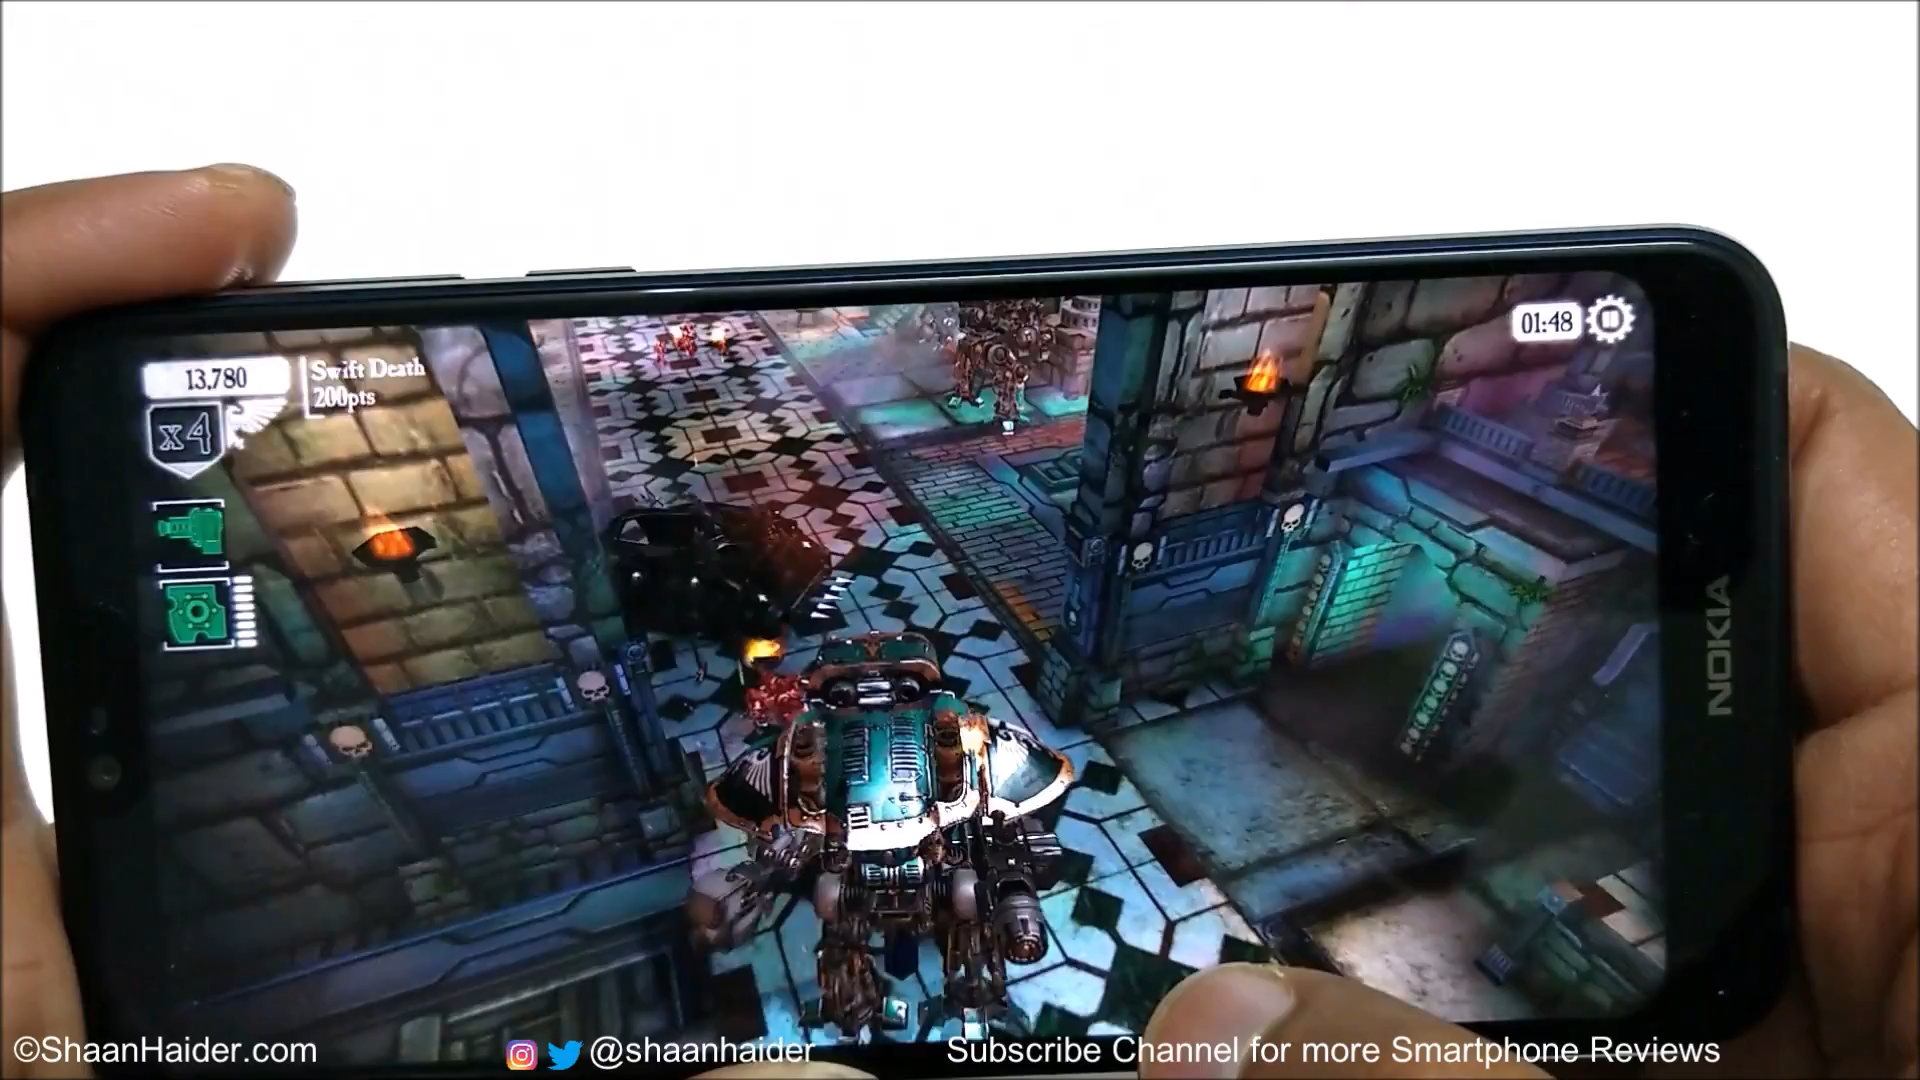 13,780
Swift Death
200pts
x4
01:48
NOKIA
©ShaanHaider.com
@shaanhaider
Subscribe Channel for more Smartphone Reviews